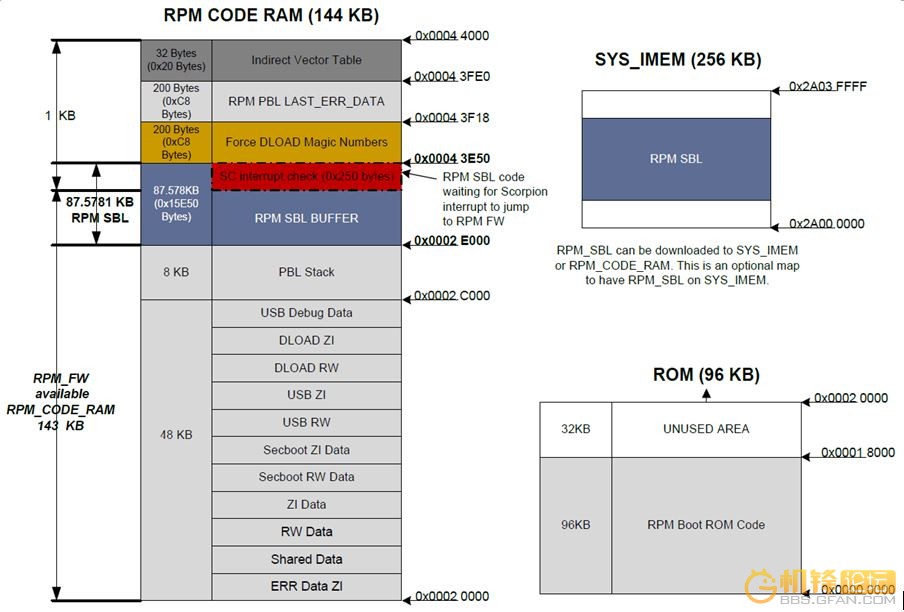 RPM CODE RAM (144 KB)
0x0004 4000
32 Bytes
(0x20 Bytes)
Indirect Vector Table
0x0004 3FE0
200 Bytes
(0xC8
Bytes)
RPM PBL LAST_ERR_DATA
0x0004 3F18
1 KB
200 Bytes
(0xC8
Bytes)
Force DLOAD Magic Numbers
0x0004 3E50
SC interrupt check (0x250 bytes)
RPM SBL code
waiting for Scorpion
interrupt to jump
to RPM FW
87.5781 KB
RPM SBL
87.578KB
(0x15E50
Bytes)
RPM SBL BUFFER
0x0002 E000
8 KB
PBL Stack
0x0002 C000
RPM_FW
available
RPM_CODE_RAM
143 KB
48 KB
USB Debug Data
DLOAD ZI
DLOAD RW
USB ZI
USB RW
Secboot ZI Data
Secboot RW Data
ZI Data
RW Data
Shared Data
ERR Data ZI
0x0002 0000
SYS_IMEM (256 KB)
0x2A03 FFFF
RPM SBL
0x2A00 0000
RPM_SBL can be downloaded to SYS_IMEM
or RPM_CODE_RAM. This is an optional map
to have RPM_SBL on SYS_IMEM.
ROM (96 KB)
0x0002 0000
32KB
UNUSED AREA
0x0001 8000
96KB
RPM Boot ROM Code
0x0000 0000
机锋论坛
BBS.GFAN.COM